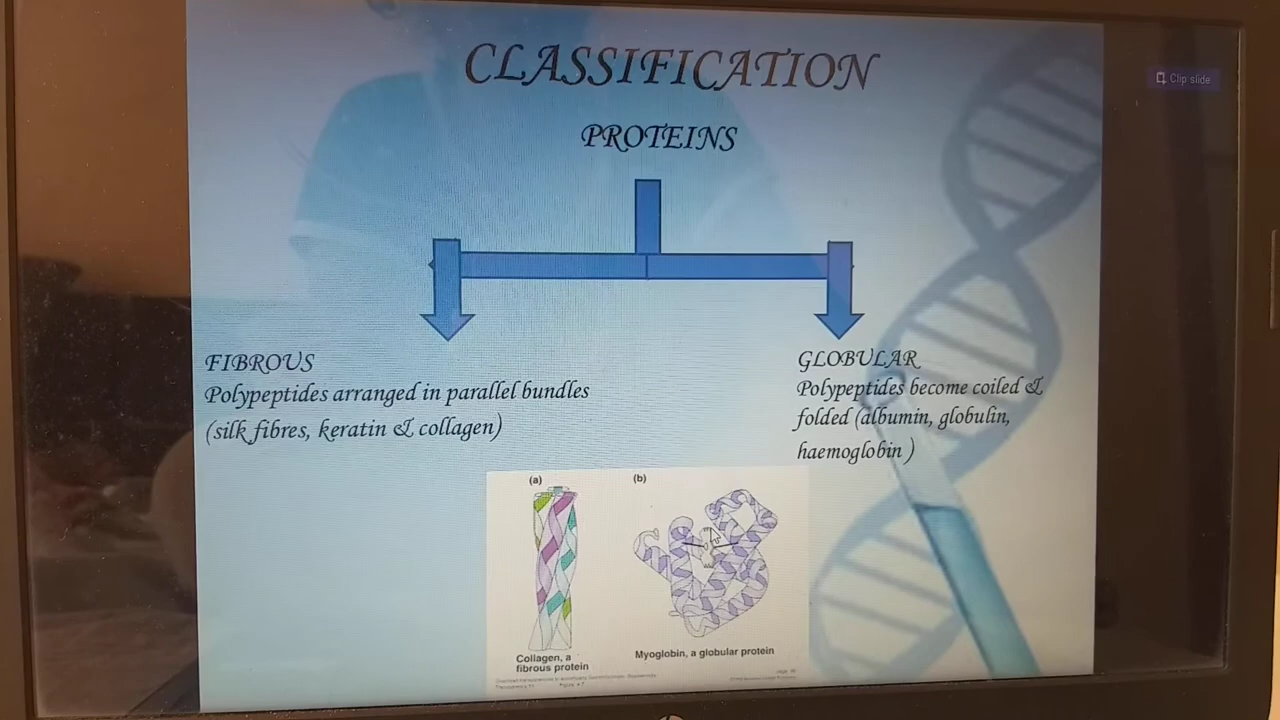 CLASSIFICATION
Clip slide
PROTEINS
FIBROUS
Polypeptides arranged in parallel bundles
(silk fibres, keratin & collagen)
GLOBULAR
Polypeptides become coiled &
folded (albumin, globulin,
haemoglobin )
(a)
(b)
Collagen, a
fibrous protein
Myoglobin, a globular protein